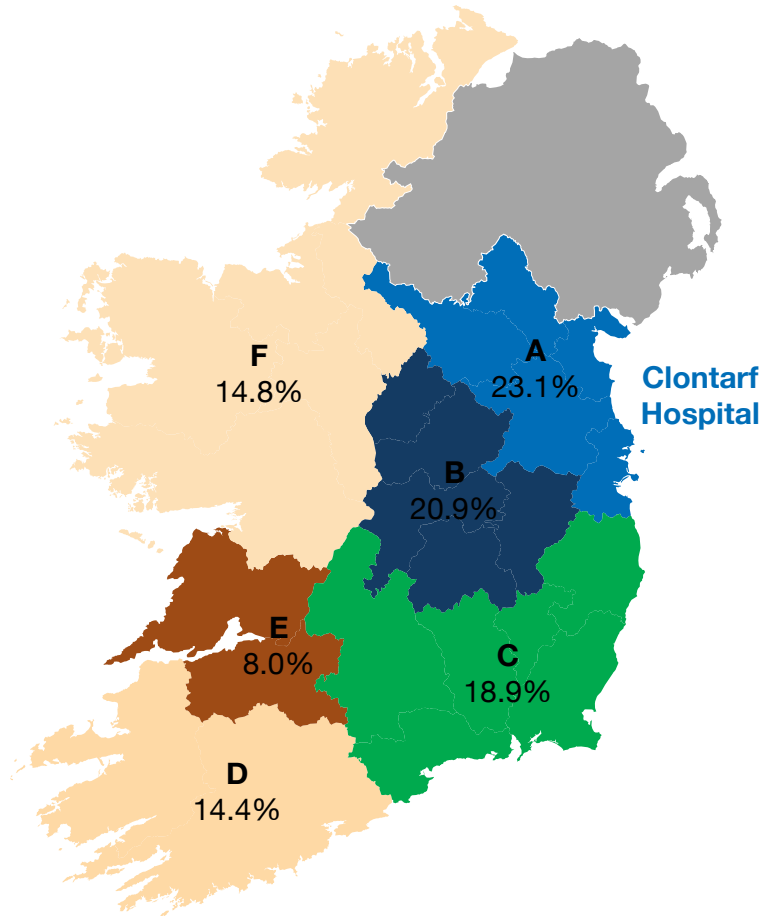 F
14.8%
A
23.1%
Clontarf
Hospital
B
20.9%
E
8.0%
C
18.9%
D
14.4%